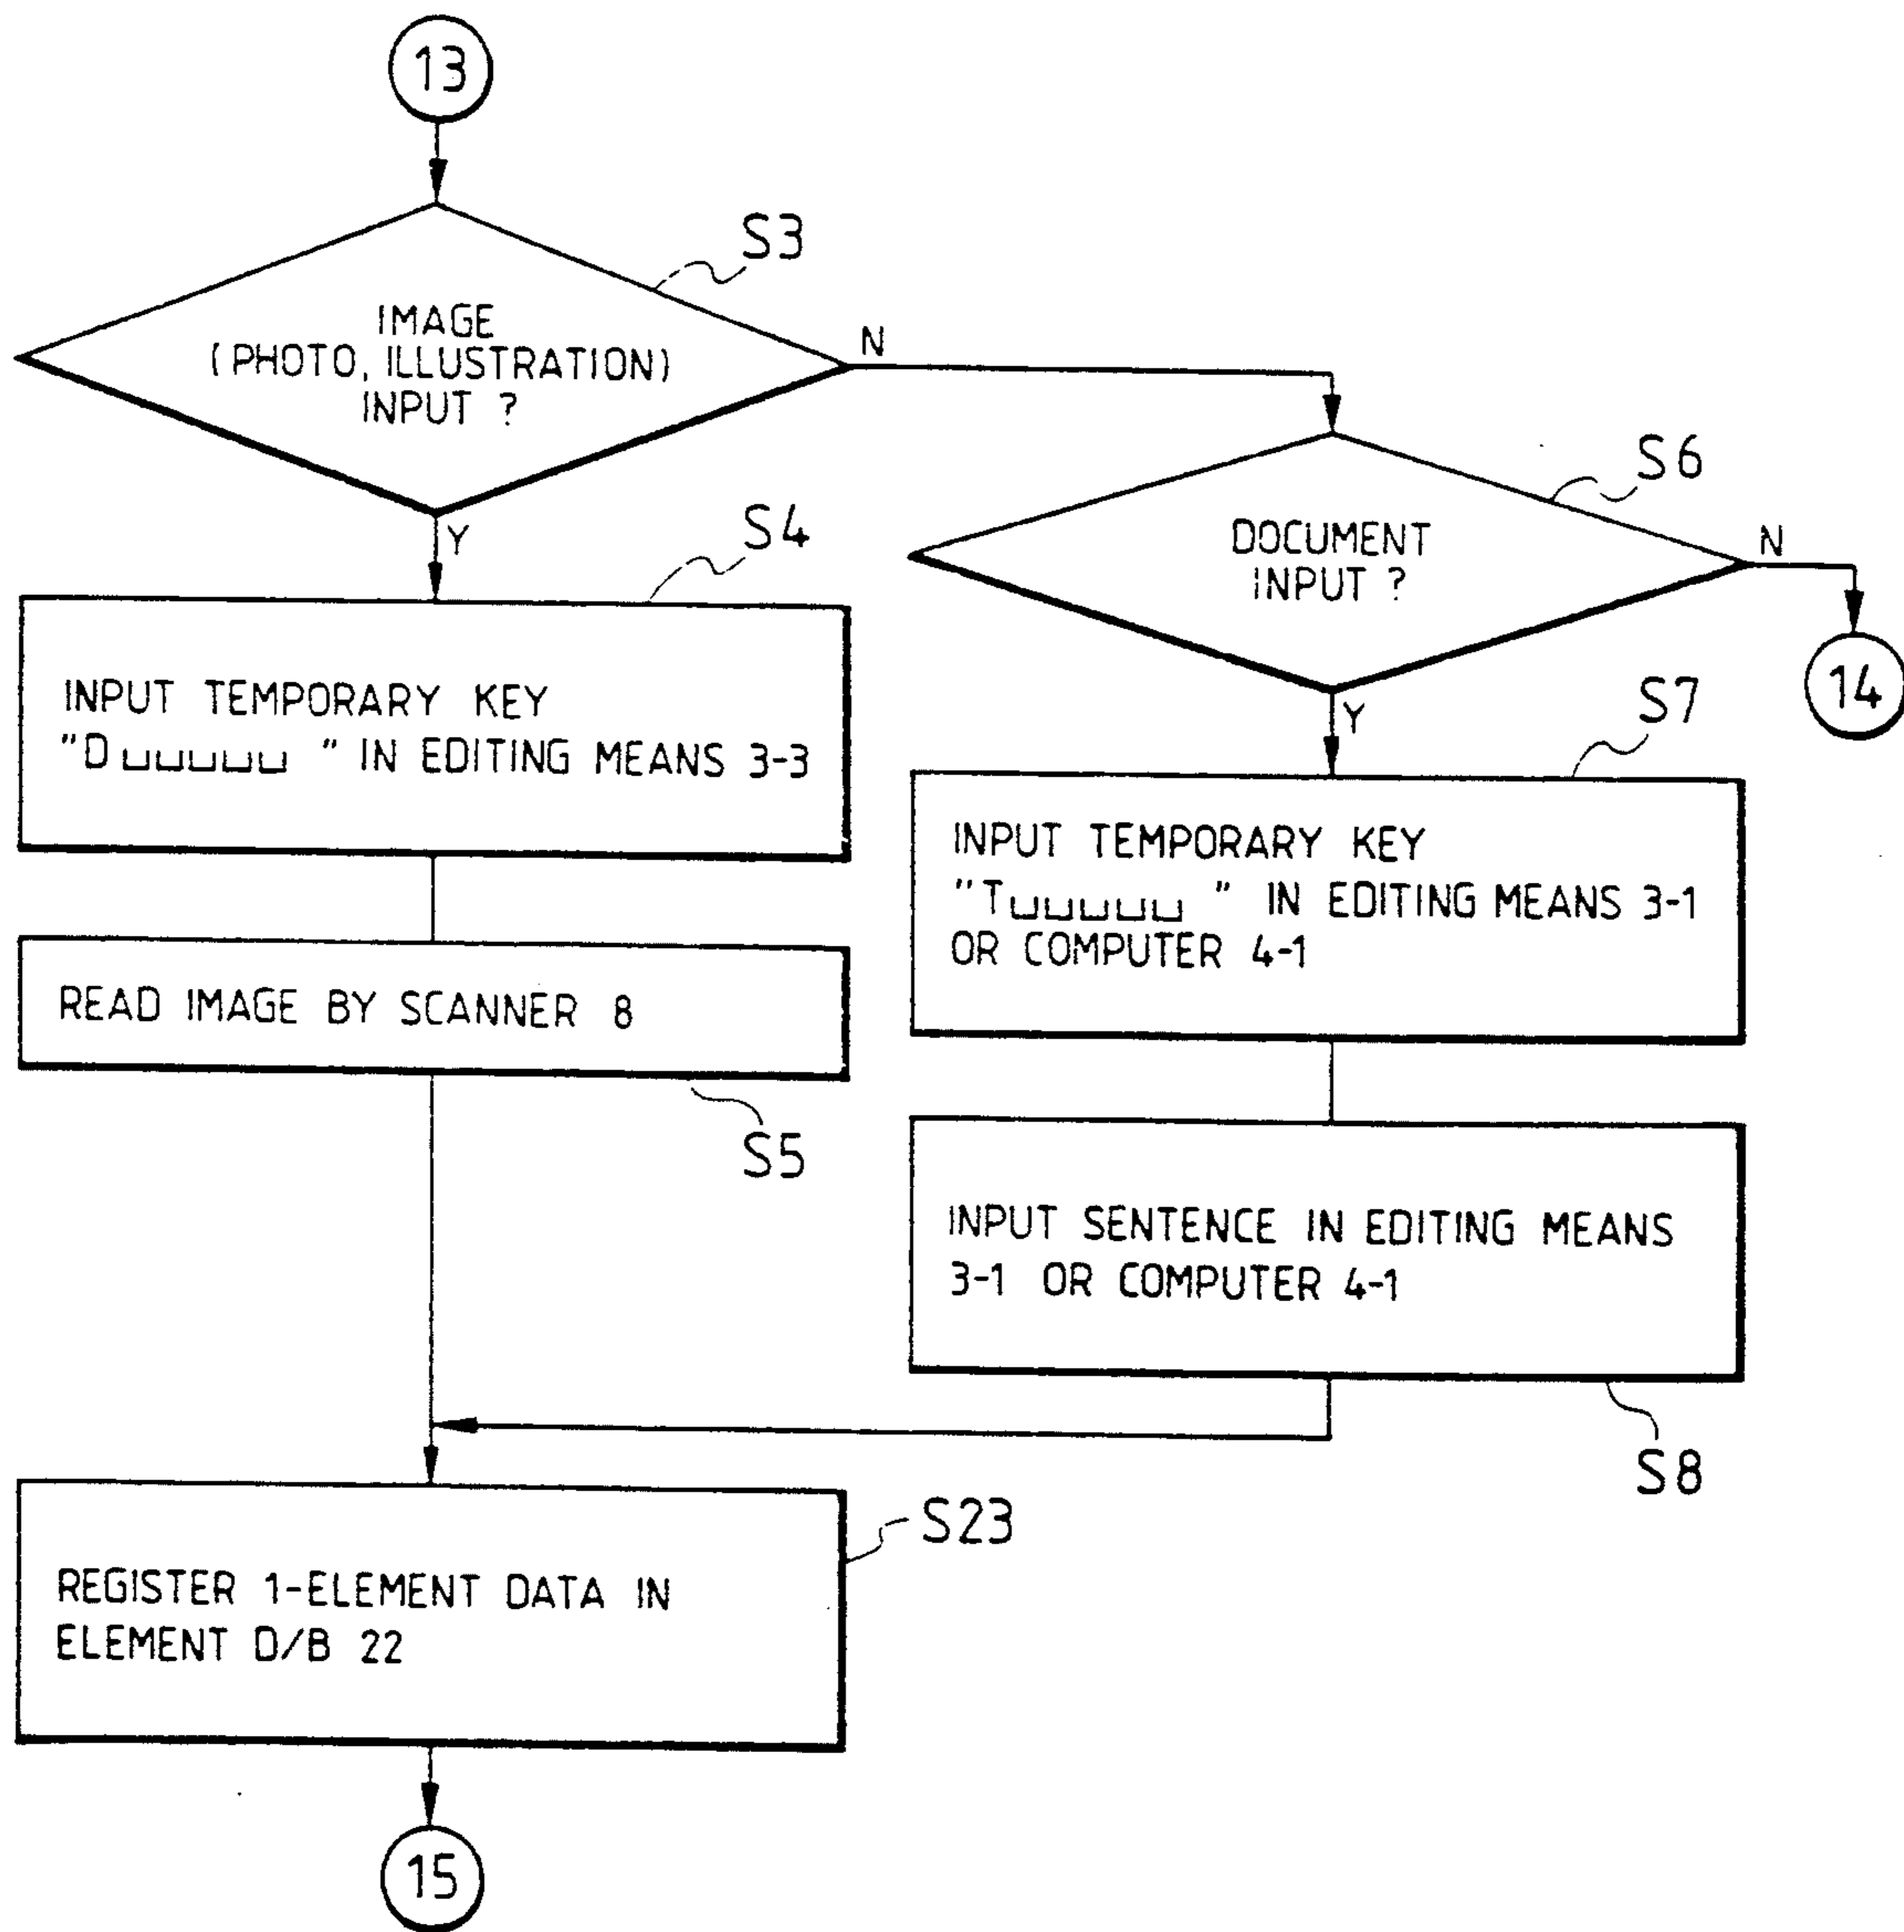 13
S3
IMAGE
(PHOTO, ILLUSTRATION)
INPUT ?
N
Y
S4
INPUT TEMPORARY KEY
"D␣␣␣␣␣ " IN EDITING MEANS 3-3
READ IMAGE BY SCANNER 8
S5
S6
DOCUMENT
INPUT ?
N
14
Y
S7
INPUT TEMPORARY KEY
"T␣␣␣␣␣ " IN EDITING MEANS 3-1
OR COMPUTER 4-1
INPUT SENTENCE IN EDITING MEANS
3-1 OR COMPUTER 4-1
S8
S23
REGISTER 1-ELEMENT DATA IN
ELEMENT D/B 22
15